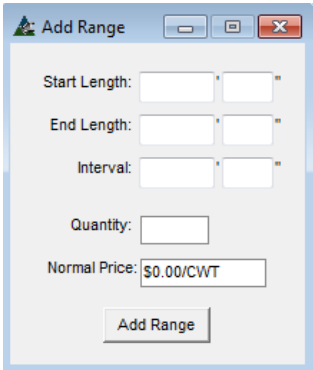 Add Range
Start Length: ' "
End Length: ' "
Interval: ' "
Quantity:
Normal Price: $0.00/CWT
Add Range